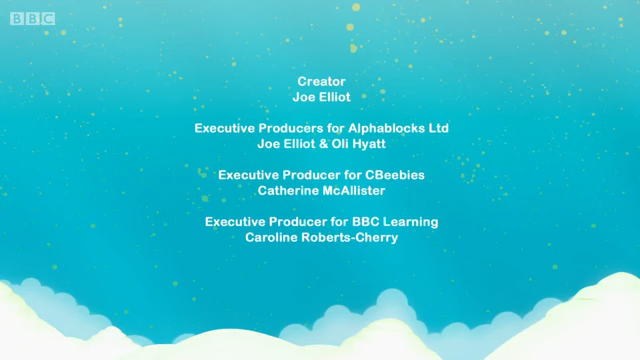 BBC
Creator
Joe Elliot
Executive Producers for Alphablocks Ltd
Joe Elliot & Oli Hyatt
Executive Producer for CBeebies
Catherine McAllister
Executive Producer for BBC Learning
Caroline Roberts-Cherry